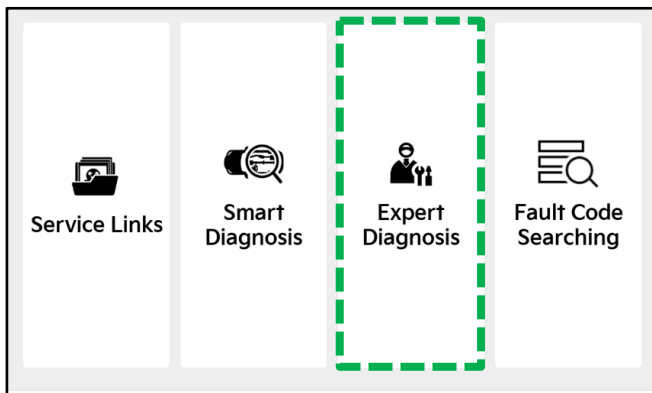 Service Links
Smart
Diagnosis
Expert
Diagnosis
Fault Code
Searching